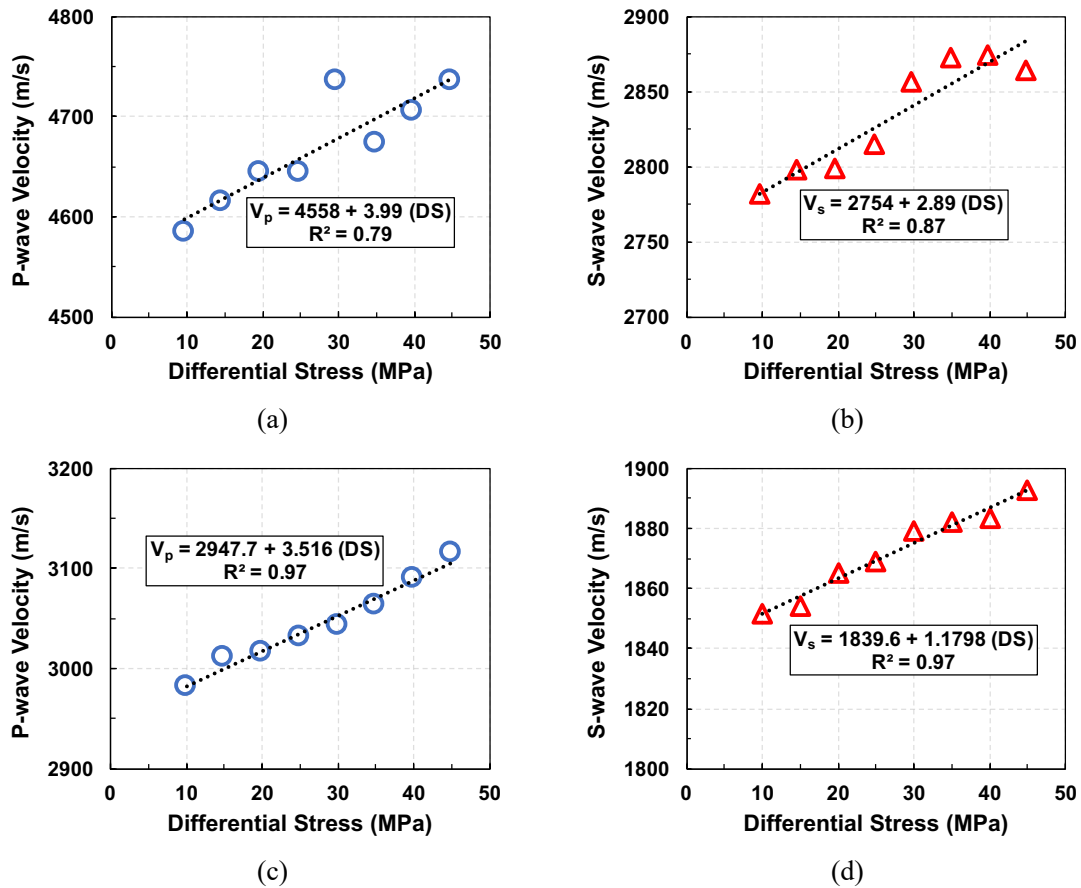 4800
4700
4600
4500
P-wave Velocity (m/s)
V_p = 4558 + 3.99 (DS)
R² = 0.79
0 10 20 30 40 50
Differential Stress (MPa)
(a)
2900
2850
2800
2750
2700
S-wave Velocity (m/s)
V_s = 2754 + 2.89 (DS)
R² = 0.87
0 10 20 30 40 50
Differential Stress (MPa)
(b)
3200
3100
3000
2900
P-wave Velocity (m/s)
V_p = 2947.7 + 3.516 (DS)
R² = 0.97
0 10 20 30 40 50
Differential Stress (MPa)
(c)
1900
1880
1860
1840
1820
1800
S-wave Velocity (m/s)
V_s = 1839.6 + 1.1798 (DS)
R² = 0.97
0 10 20 30 40 50
Differential Stress (MPa)
(d)